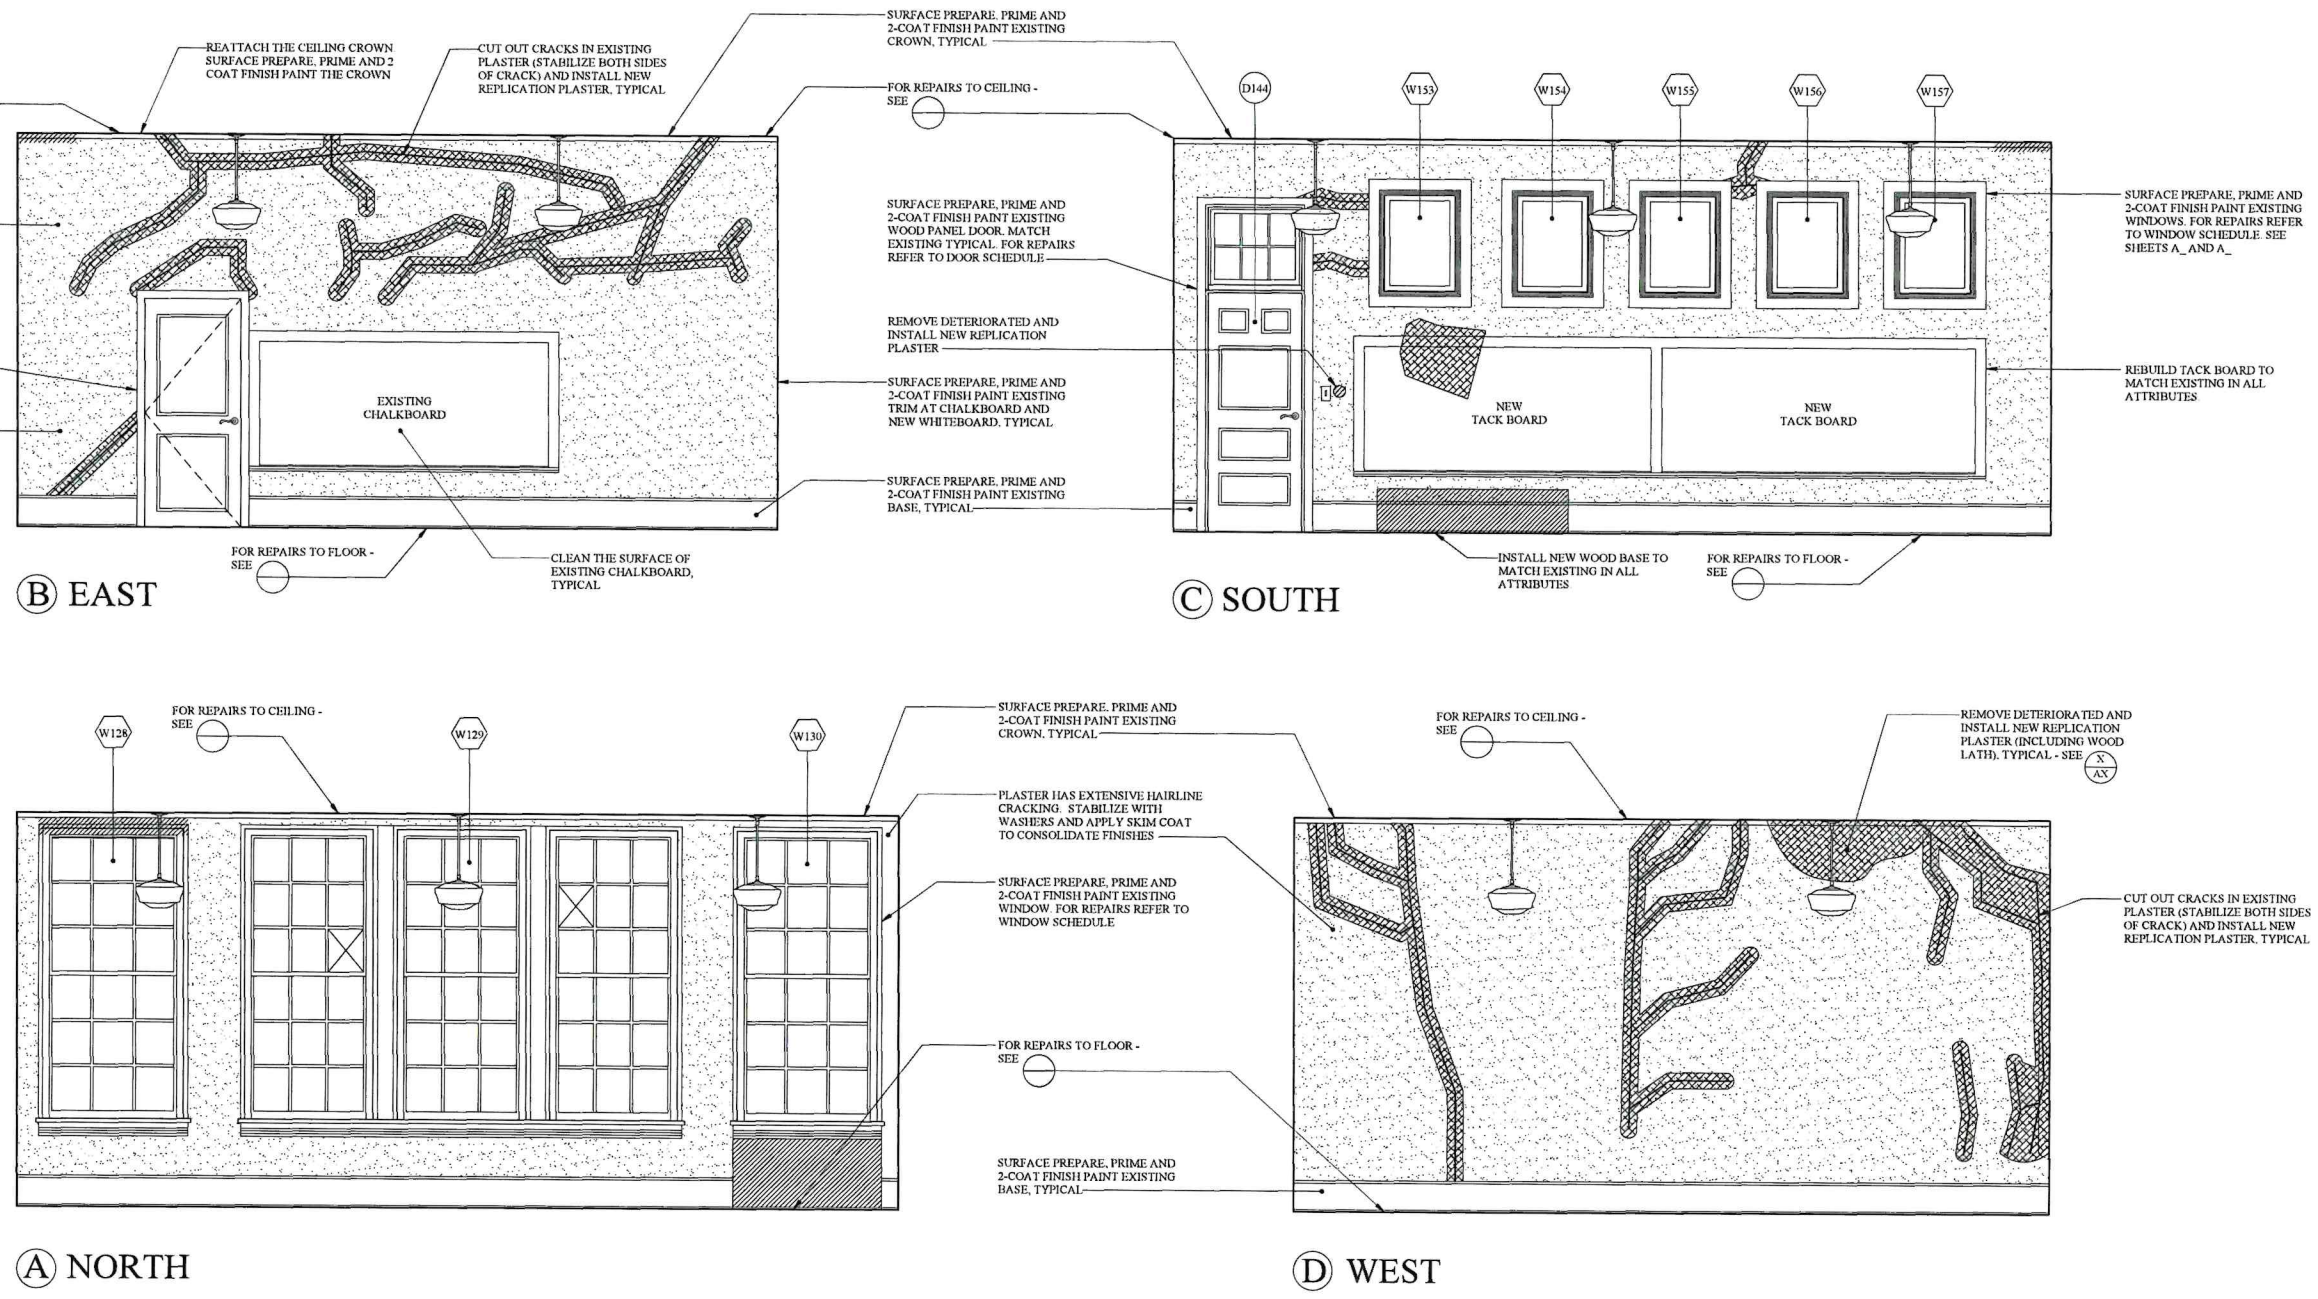 REATTACH THE CEILING CROWN
SURFACE PREPARE, PRIME AND 2
COAT FINISH PAINT THE CROWN
CUT OUT CRACKS IN EXISTING
PLASTER (STABILIZE BOTH SIDES
OF CRACK) AND INSTALL NEW
REPLICATION PLASTER, TYPICAL
SURFACE PREPARE, PRIME AND
2-COAT FINISH PAINT EXISTING
CROWN, TYPICAL
FOR REPAIRS TO CEILING -
SEE
D144
W153
W154
W155
W156
W157
SURFACE PREPARE, PRIME AND
2-COAT FINISH PAINT EXISTING
WOOD PANEL DOOR. MATCH
EXISTING TYPICAL. FOR REPAIRS
REFER TO DOOR SCHEDULE
SURFACE PREPARE, PRIME AND
2-COAT FINISH PAINT EXISTING
WINDOWS. FOR REPAIRS REFER
TO WINDOW SCHEDULE. SEE
SHEETS A_ AND A_
REMOVE DETERIORATED AND
INSTALL NEW REPLICATION
PLASTER
SURFACE PREPARE, PRIME AND
2-COAT FINISH PAINT EXISTING
TRIM AT CHALKBOARD AND
NEW WHITEBOARD, TYPICAL
REBUILD TACK BOARD TO
MATCH EXISTING IN ALL
ATTRIBUTES
EXISTING
CHALKBOARD
NEW
TACK BOARD
NEW
TACK BOARD
SURFACE PREPARE, PRIME AND
2-COAT FINISH PAINT EXISTING
BASE, TYPICAL
FOR REPAIRS TO FLOOR -
SEE
CLEAN THE SURFACE OF
EXISTING CHALKBOARD,
TYPICAL
INSTALL NEW WOOD BASE TO
MATCH EXISTING IN ALL
ATTRIBUTES
FOR REPAIRS TO FLOOR -
SEE
B EAST
C SOUTH
W128
FOR REPAIRS TO CEILING -
SEE
W129
W130
SURFACE PREPARE, PRIME AND
2-COAT FINISH PAINT EXISTING
CROWN, TYPICAL
FOR REPAIRS TO CEILING -
SEE
REMOVE DETERIORATED AND
INSTALL NEW REPLICATION
PLASTER (INCLUDING WOOD
LATH), TYPICAL - SEE X
AX
PLASTER HAS EXTENSIVE HAIRLINE
CRACKING. STABILIZE WITH
WASHERS AND APPLY SKIM COAT
TO CONSOLIDATE FINISHES
SURFACE PREPARE, PRIME AND
2-COAT FINISH PAINT EXISTING
WINDOW. FOR REPAIRS REFER TO
WINDOW SCHEDULE
CUT OUT CRACKS IN EXISTING
PLASTER (STABILIZE BOTH SIDES
OF CRACK) AND INSTALL NEW
REPLICATION PLASTER, TYPICAL
FOR REPAIRS TO FLOOR -
SEE
SURFACE PREPARE, PRIME AND
2-COAT FINISH PAINT EXISTING
BASE, TYPICAL
A NORTH
D WEST